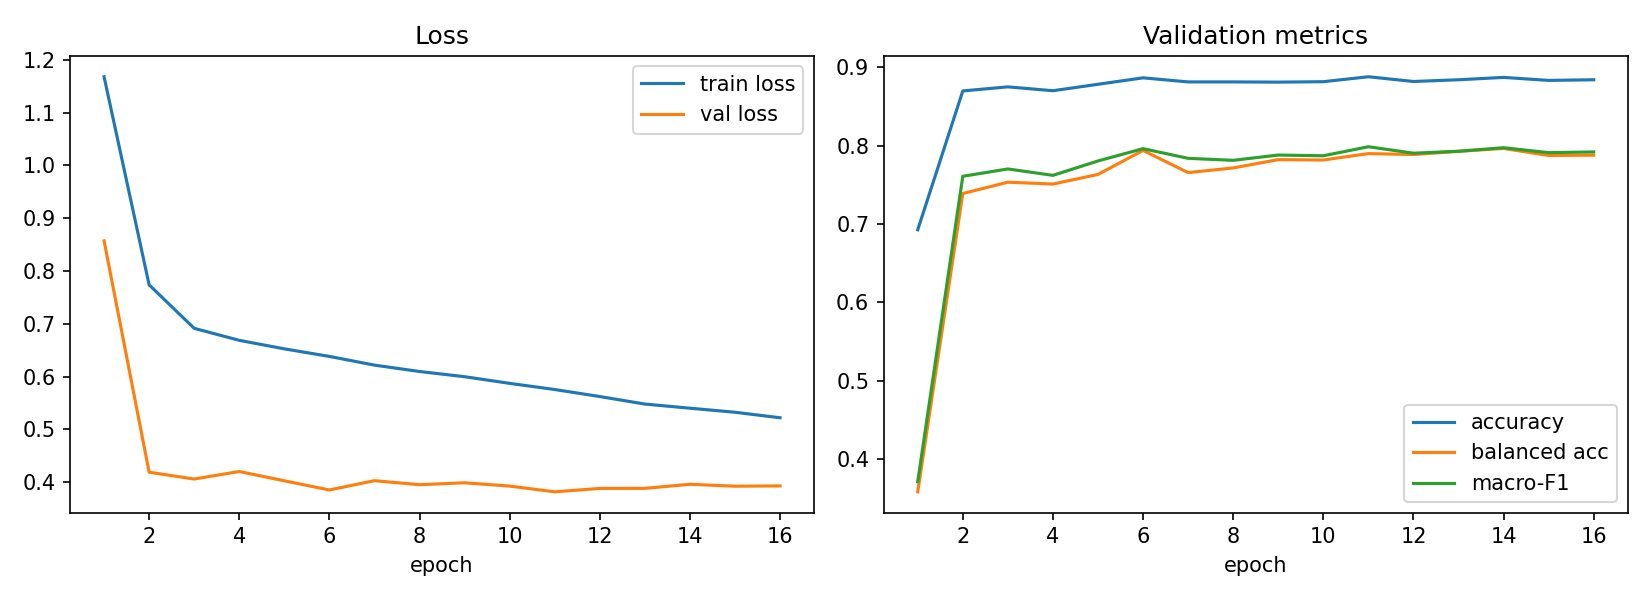 Loss
1.2
1.1
1.0
0.9
0.8
0.7
0.6
0.5
0.4
train loss
val loss
2 4 6 8 10 12 14 16
epoch
Validation metrics
0.9
0.8
0.7
0.6
0.5
0.4
accuracy
balanced acc
macro-F1
2 4 6 8 10 12 14 16
epoch